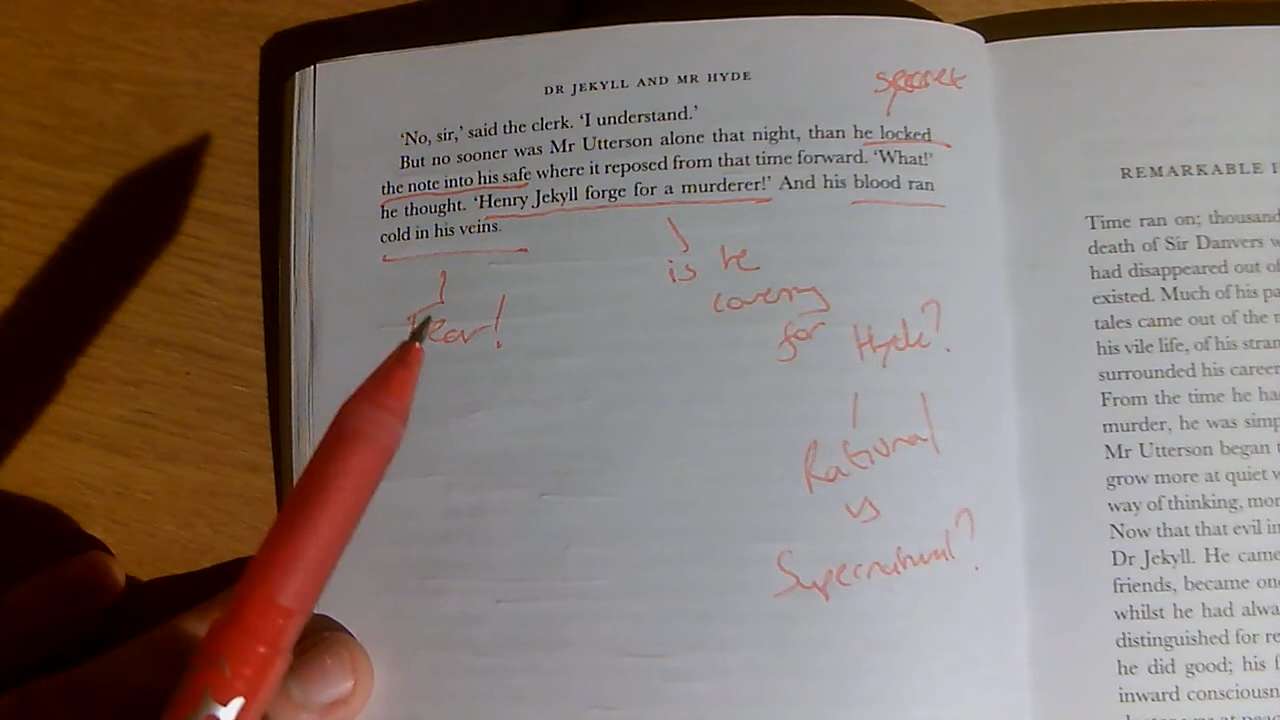 DR JEKYLL AND MR HYDE
secret
‘No, sir,’ said the clerk. ‘I understand.’
But no sooner was Mr Utterson alone that night, than he locked
the note into his safe where it reposed from that time forward. ‘What!’
he thought. ‘Henry Jekyll forge for a murderer!’ And his blood ran
cold in his veins.
Fear!
is he
covering
for Hyde?
Rational
vs
Supernatural?
REMARKABLE
Time ran on; thousand
death of Sir Danvers w
had disappeared out of
existed. Much of his pa
tales came out of the
his vile life, of his stran
surrounded his career
From the time he ha
murder, he was simp
Mr Utterson began
grow more at quiet w
way of thinking, mor
Now that that evil in
Dr Jekyll. He came
friends, became on
whilst he had alwa
distinguished for re
he did good; his f
inward consciousn